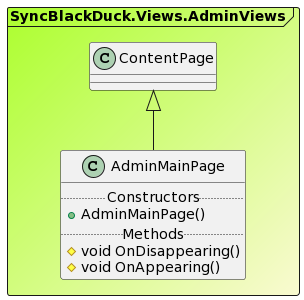 SyncBlackDuck.Views.AdminViews
C ContentPage
C AdminMainPage
Constructors
AdminMainPage()
Methods
void OnDisappearing()
void OnAppearing()